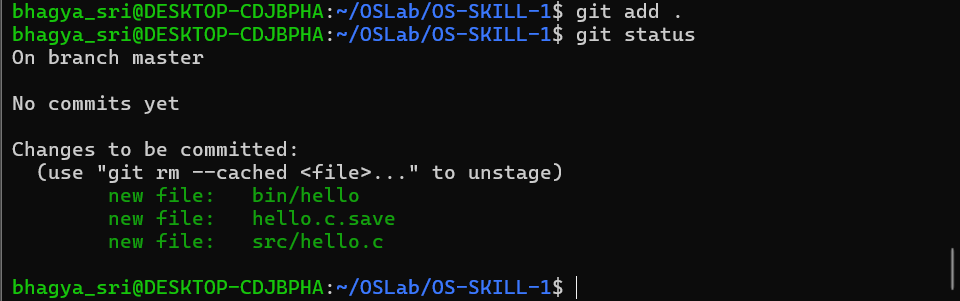 bhagya_sri@DESKTOP-CDJBPHA:~/OSLab/OS-SKILL-1$ git add .
bhagya_sri@DESKTOP-CDJBPHA:~/OSLab/OS-SKILL-1$ git status
On branch master

No commits yet

Changes to be committed:
  (use "git rm --cached <file>..." to unstage)
        new file:   bin/hello
        new file:   hello.c.save
        new file:   src/hello.c

bhagya_sri@DESKTOP-CDJBPHA:~/OSLab/OS-SKILL-1$